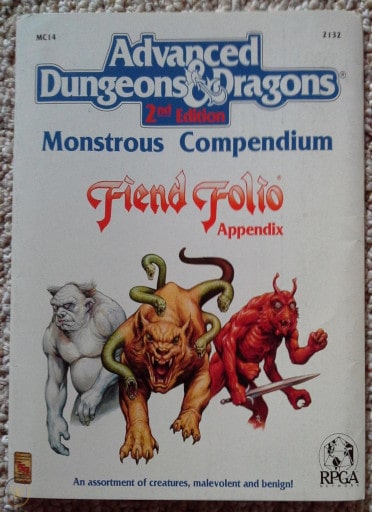 MC14
2132
Advanced
Dungeons & Dragons®
2nd Edition
Monstrous Compendium
Fiend Folio®
Appendix
An assortment of creatures, malevolent and benign!
RPGA
NETWORK